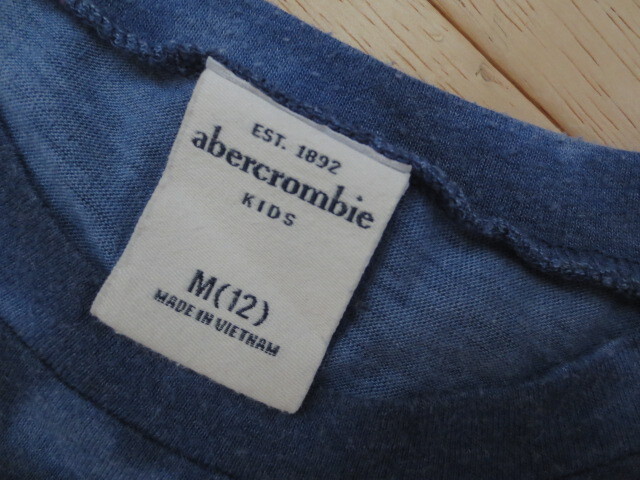 EST. 1892
abercrombie
KIDS
M(12)
MADE IN VIETNAM